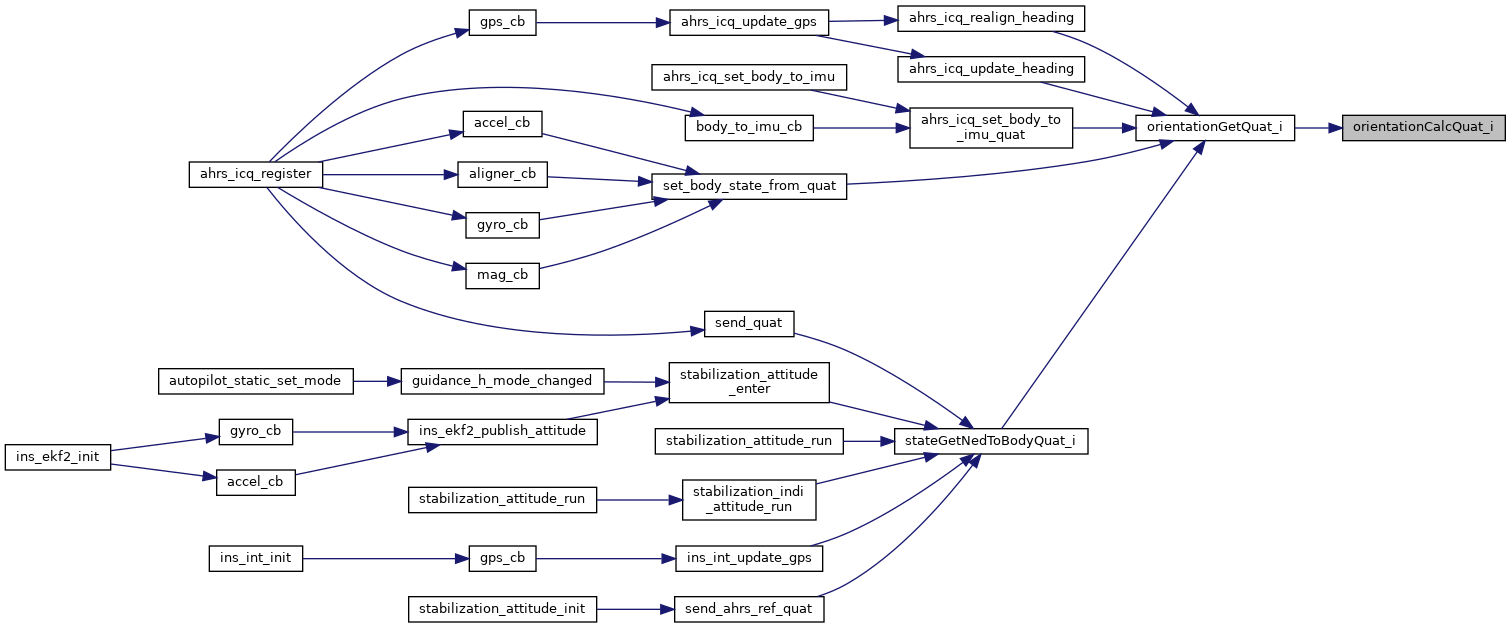 gps_cb
ahrs_icq_update_gps
ahrs_icq_realign_heading
ahrs_icq_update_heading
ahrs_icq_set_body_to_imu
ahrs_icq_set_body_to
_imu_quat
body_to_imu_cb
accel_cb
orientationGetQuat_i
orientationCalcQuat_i
ahrs_icq_register
aligner_cb
set_body_state_from_quat
gyro_cb
mag_cb
send_quat
autopilot_static_set_mode
guidance_h_mode_changed
stabilization_attitude
_enter
gyro_cb
ins_ekf2_publish_attitude
stabilization_attitude_run
stateGetNedToBodyQuat_i
ins_ekf2_init
accel_cb
stabilization_attitude_run
stabilization_indi
_attitude_run
ins_int_init
gps_cb
ins_int_update_gps
stabilization_attitude_init
send_ahrs_ref_quat